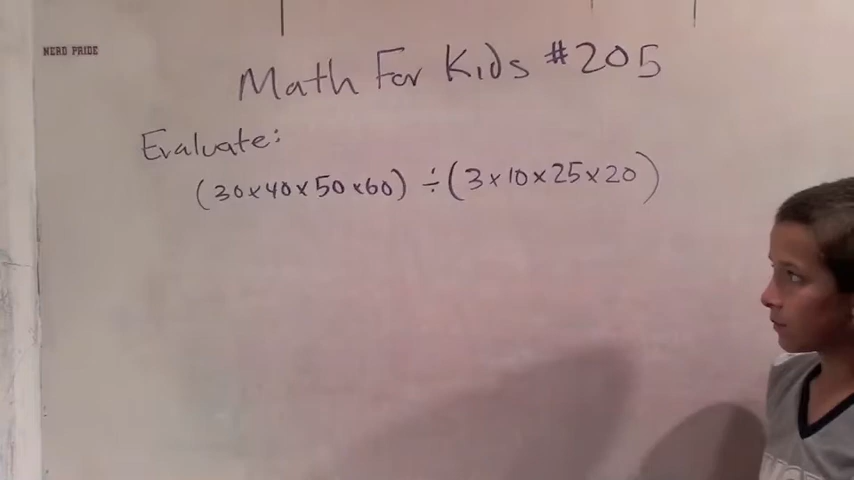 NERD PRIDE
Math For Kids #205
Evaluate:
(30×40×50×60) ÷ (3×10×25×20)